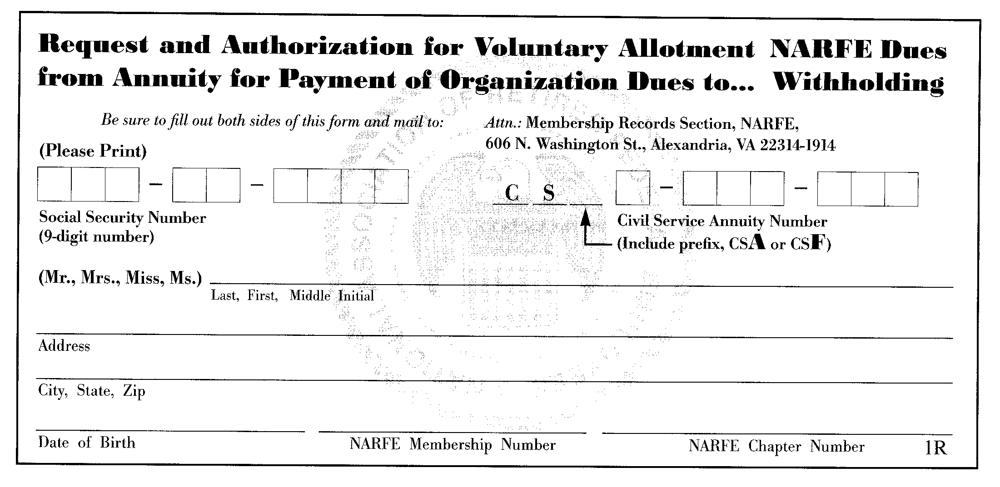 Request and Authorization for Voluntary Allotment NARFE Dues
from Annuity for Payment of Organization Dues to... Withholding
Be sure to fill out both sides of this form and mail to: Attn.: Membership Records Section, NARFE,
606 N. Washington St., Alexandria, VA 22314-1914
(Please Print)
– – C S – –
Social Security Number
(9-digit number)
Civil Service Annuity Number
(Include prefix, CSA or CSF)
(Mr., Mrs., Miss, Ms.)
Last, First, Middle Initial
Address
City, State, Zip
Date of Birth NARFE Membership Number NARFE Chapter Number 1R